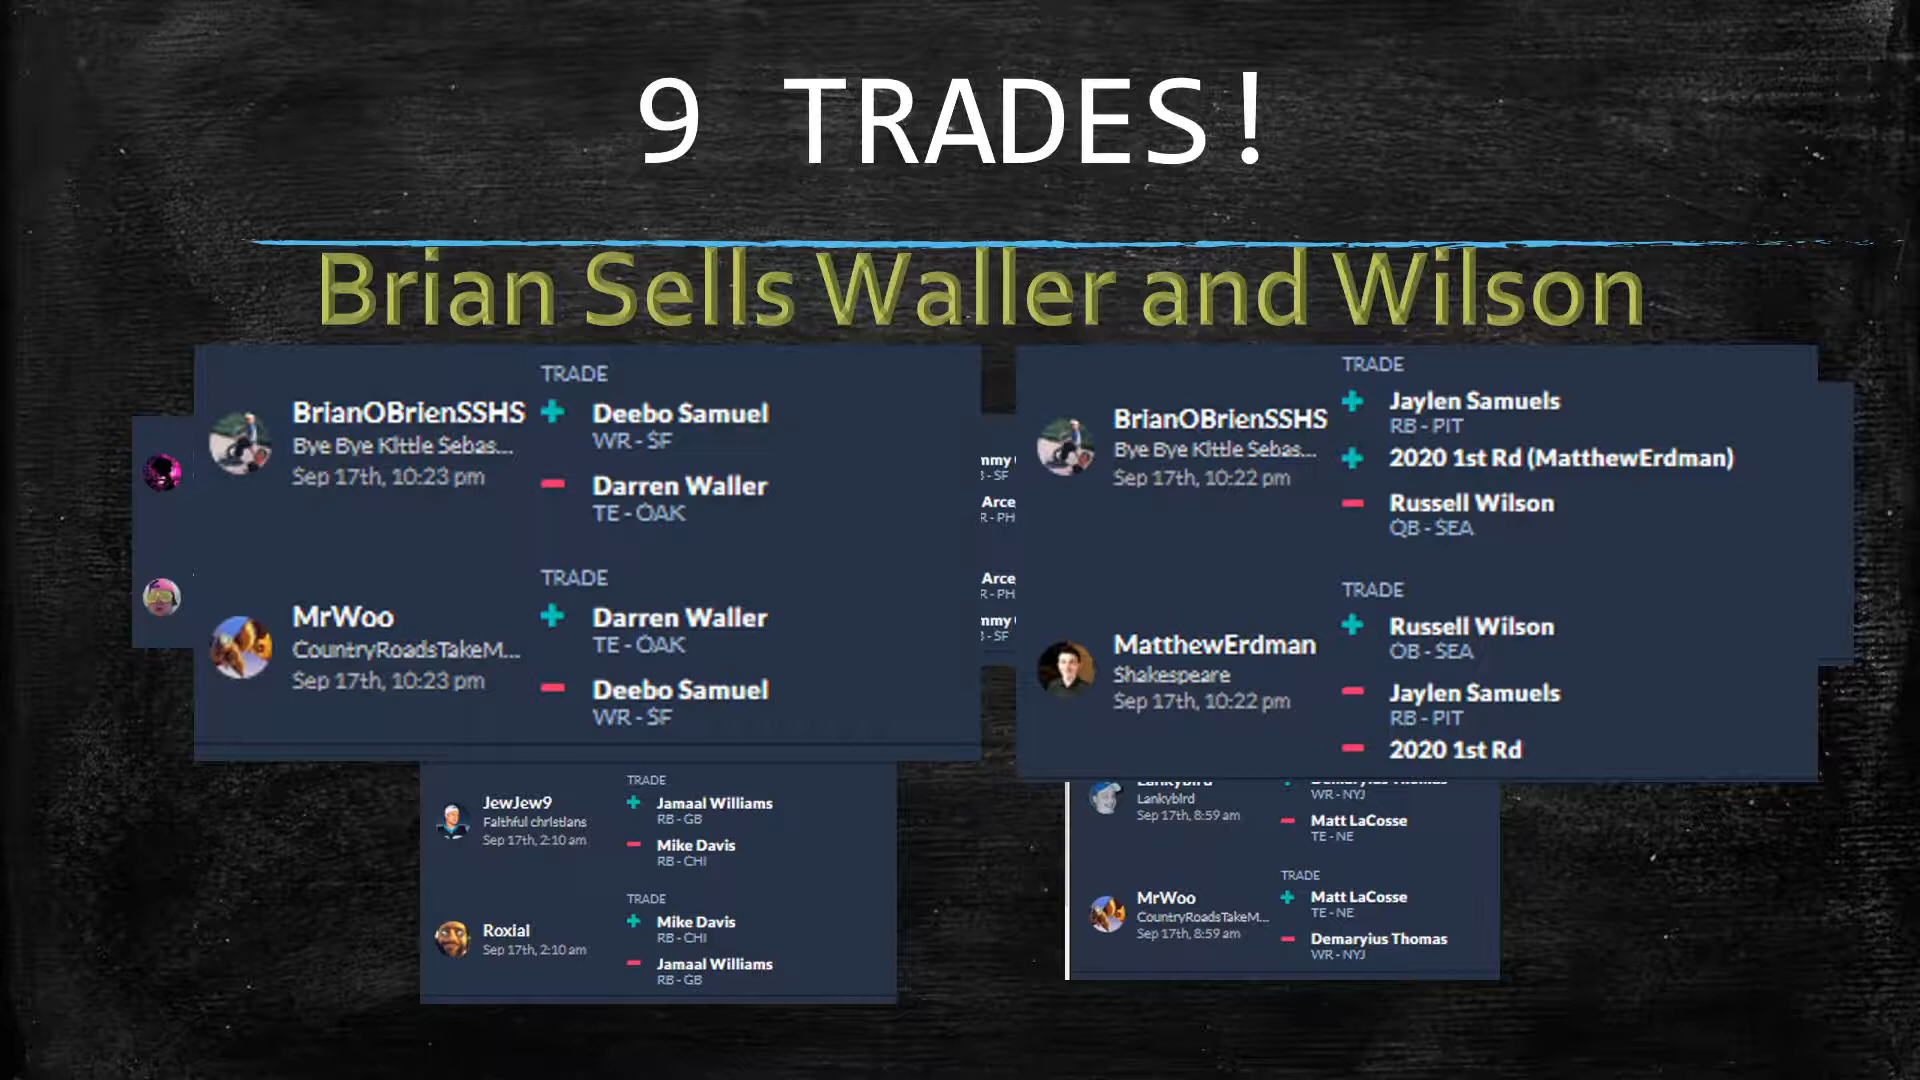 9 TRADES!
Brian Sells Waller and Wilson
TRADE
BrianOBrienSSHS
Bye Bye Kittle Sebas...
Sep 17th, 10:23 pm
+ Deebo Samuel
WR - SF
- Darren Waller
TE - OAK
TRADE
MrWoo
CountryRoadsTakeM...
Sep 17th, 10:23 pm
+ Darren Waller
TE - OAK
- Deebo Samuel
WR - SF
Arce
Arce
TRADE
BrianOBrienSSHS
Bye Bye Kittle Sebas...
Sep 17th, 10:22 pm
+ Jaylen Samuels
RB - PIT
+ 2020 1st Rd (MatthewErdman)
- Russell Wilson
QB - SEA
TRADE
MatthewErdman
Shakespeare
Sep 17th, 10:22 pm
+ Russell Wilson
QB - SEA
- Jaylen Samuels
RB - PIT
- 2020 1st Rd
TRADE
JewJew9
Faithful christians
Sep 17th, 2:10 am
+ Jamaal Williams
RB - GB
- Mike Davis
RB - CHI
TRADE
Roxial
Sep 17th, 2:10 am
+ Mike Davis
RB - CHI
- Jamaal Williams
RB - GB
Lankybird
Lankybird
Sep 17th, 8:59 am
Demaryius Thomas
WR - NYJ
- Matt LaCosse
TE - NE
TRADE
MrWoo
CountryRoadsTakeM...
Sep 17th, 8:59 am
+ Matt LaCosse
TE - NE
- Demaryius Thomas
WR - NYJ